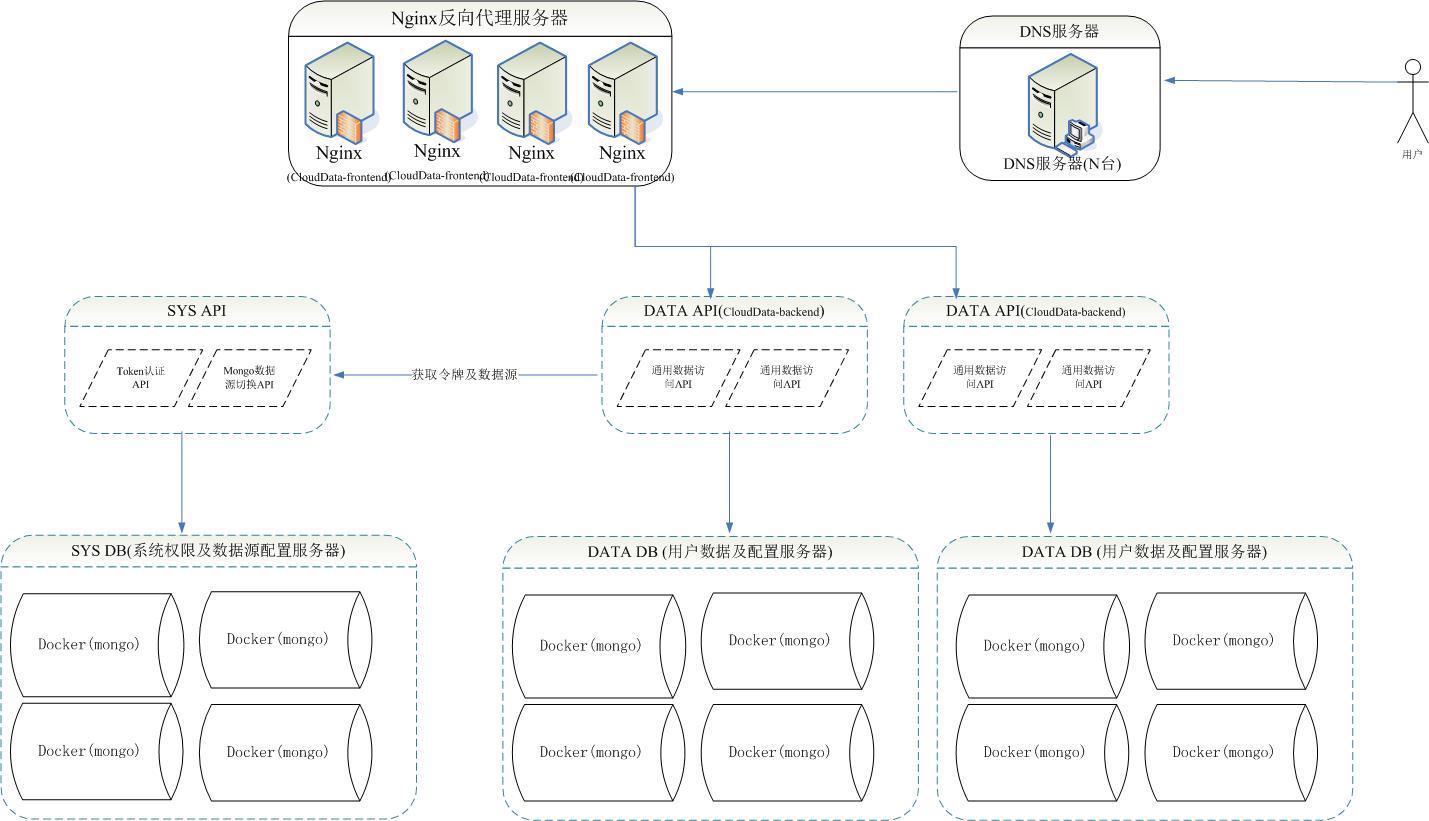 Nginx反向代理服务器
Nginx
Nginx
Nginx
Nginx
(CloudData-frontend)
(CloudData-frontend)
(CloudData-frontend)
(CloudData-frontend)
DNS服务器
DNS服务器(N台)
用户
SYS API
Token认证
API
Mongo数据
源切换API
获取令牌及数据源
DATA API(CloudData-backend)
通用数据访
问API
通用数据访
问API
DATA API(CloudData-backend)
通用数据访
问API
通用数据访
问API
SYS DB(系统权限及数据源配置服务器)
Docker(mongo)
Docker(mongo)
Docker(mongo)
Docker(mongo)
DATA DB (用户数据及配置服务器)
Docker(mongo)
Docker(mongo)
Docker(mongo)
Docker(mongo)
DATA DB (用户数据及配置服务器)
Docker(mongo)
Docker(mongo)
Docker(mongo)
Docker(mongo)